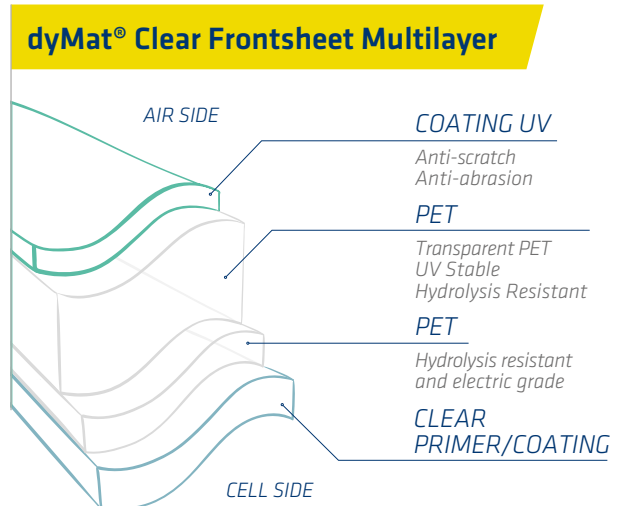 dyMat® Clear Frontsheet Multilayer
AIR SIDE
COATING UV
Anti-scratch
Anti-abrasion
PET
Transparent PET
UV Stable
Hydrolysis Resistant
PET
Hydrolysis resistant
and electric grade
CLEAR
PRIMER/COATING
CELL SIDE